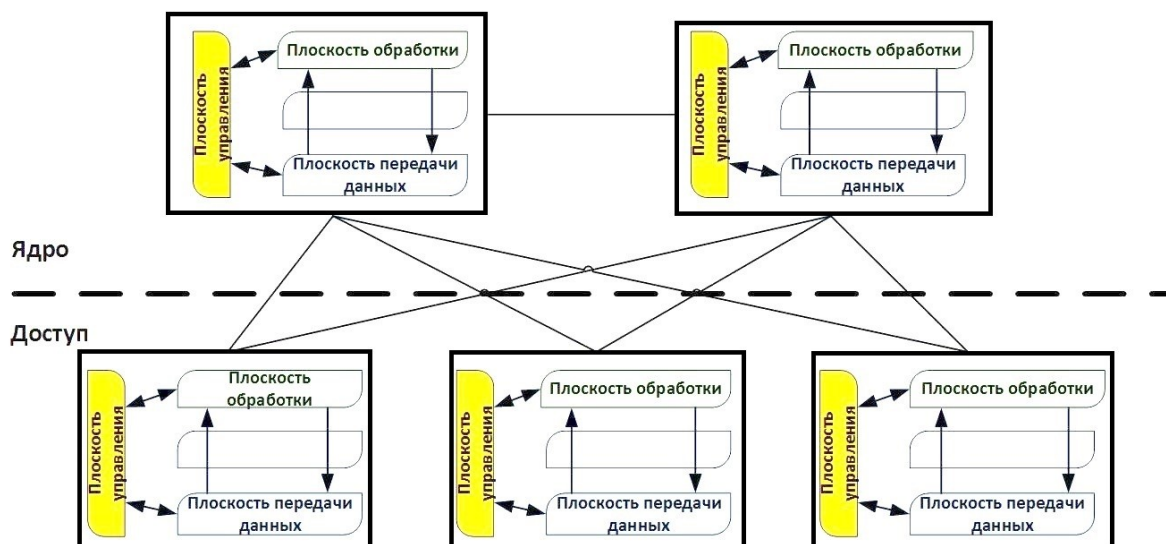 Плоскость
управления
Плоскость обработки
Плоскость передачи
данных
Плоскость
управления
Плоскость обработки
Плоскость передачи
данных
Ядро
Доступ
Плоскость
управления
Плоскость
обработки
Плоскость передачи
данных
Плоскость
управления
Плоскость обработки
Плоскость передачи
данных
Плоскость
управления
Плоскость обработки
Плоскость передачи
данных